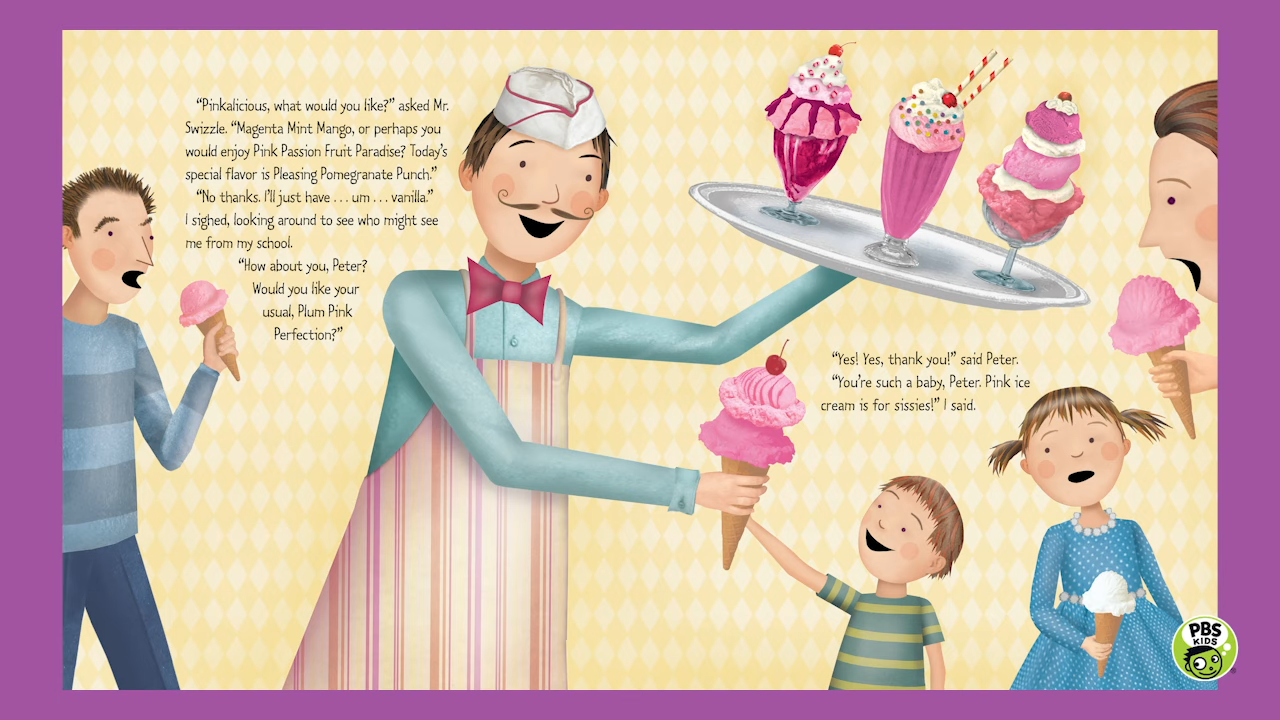 “Pinkalicious, what would you like?” asked Mr.
Swizzle. “Magenta Mint Mango, or perhaps you
would enjoy Pink Passion Fruit Paradise? Today’s
special flavor is Pleasing Pomegranate Punch.”
“No thanks. I’ll just have . . . um . . . vanilla.”
I sighed, looking around to see who might see
me from my school.
“How about you, Peter?
Would you like your
usual, Plum Pink
Perfection?”
“Yes! Yes, thank you!” said Peter.
“You’re such a baby, Peter. Pink ice
cream is for sissies!” I said.
PBS
KIDS